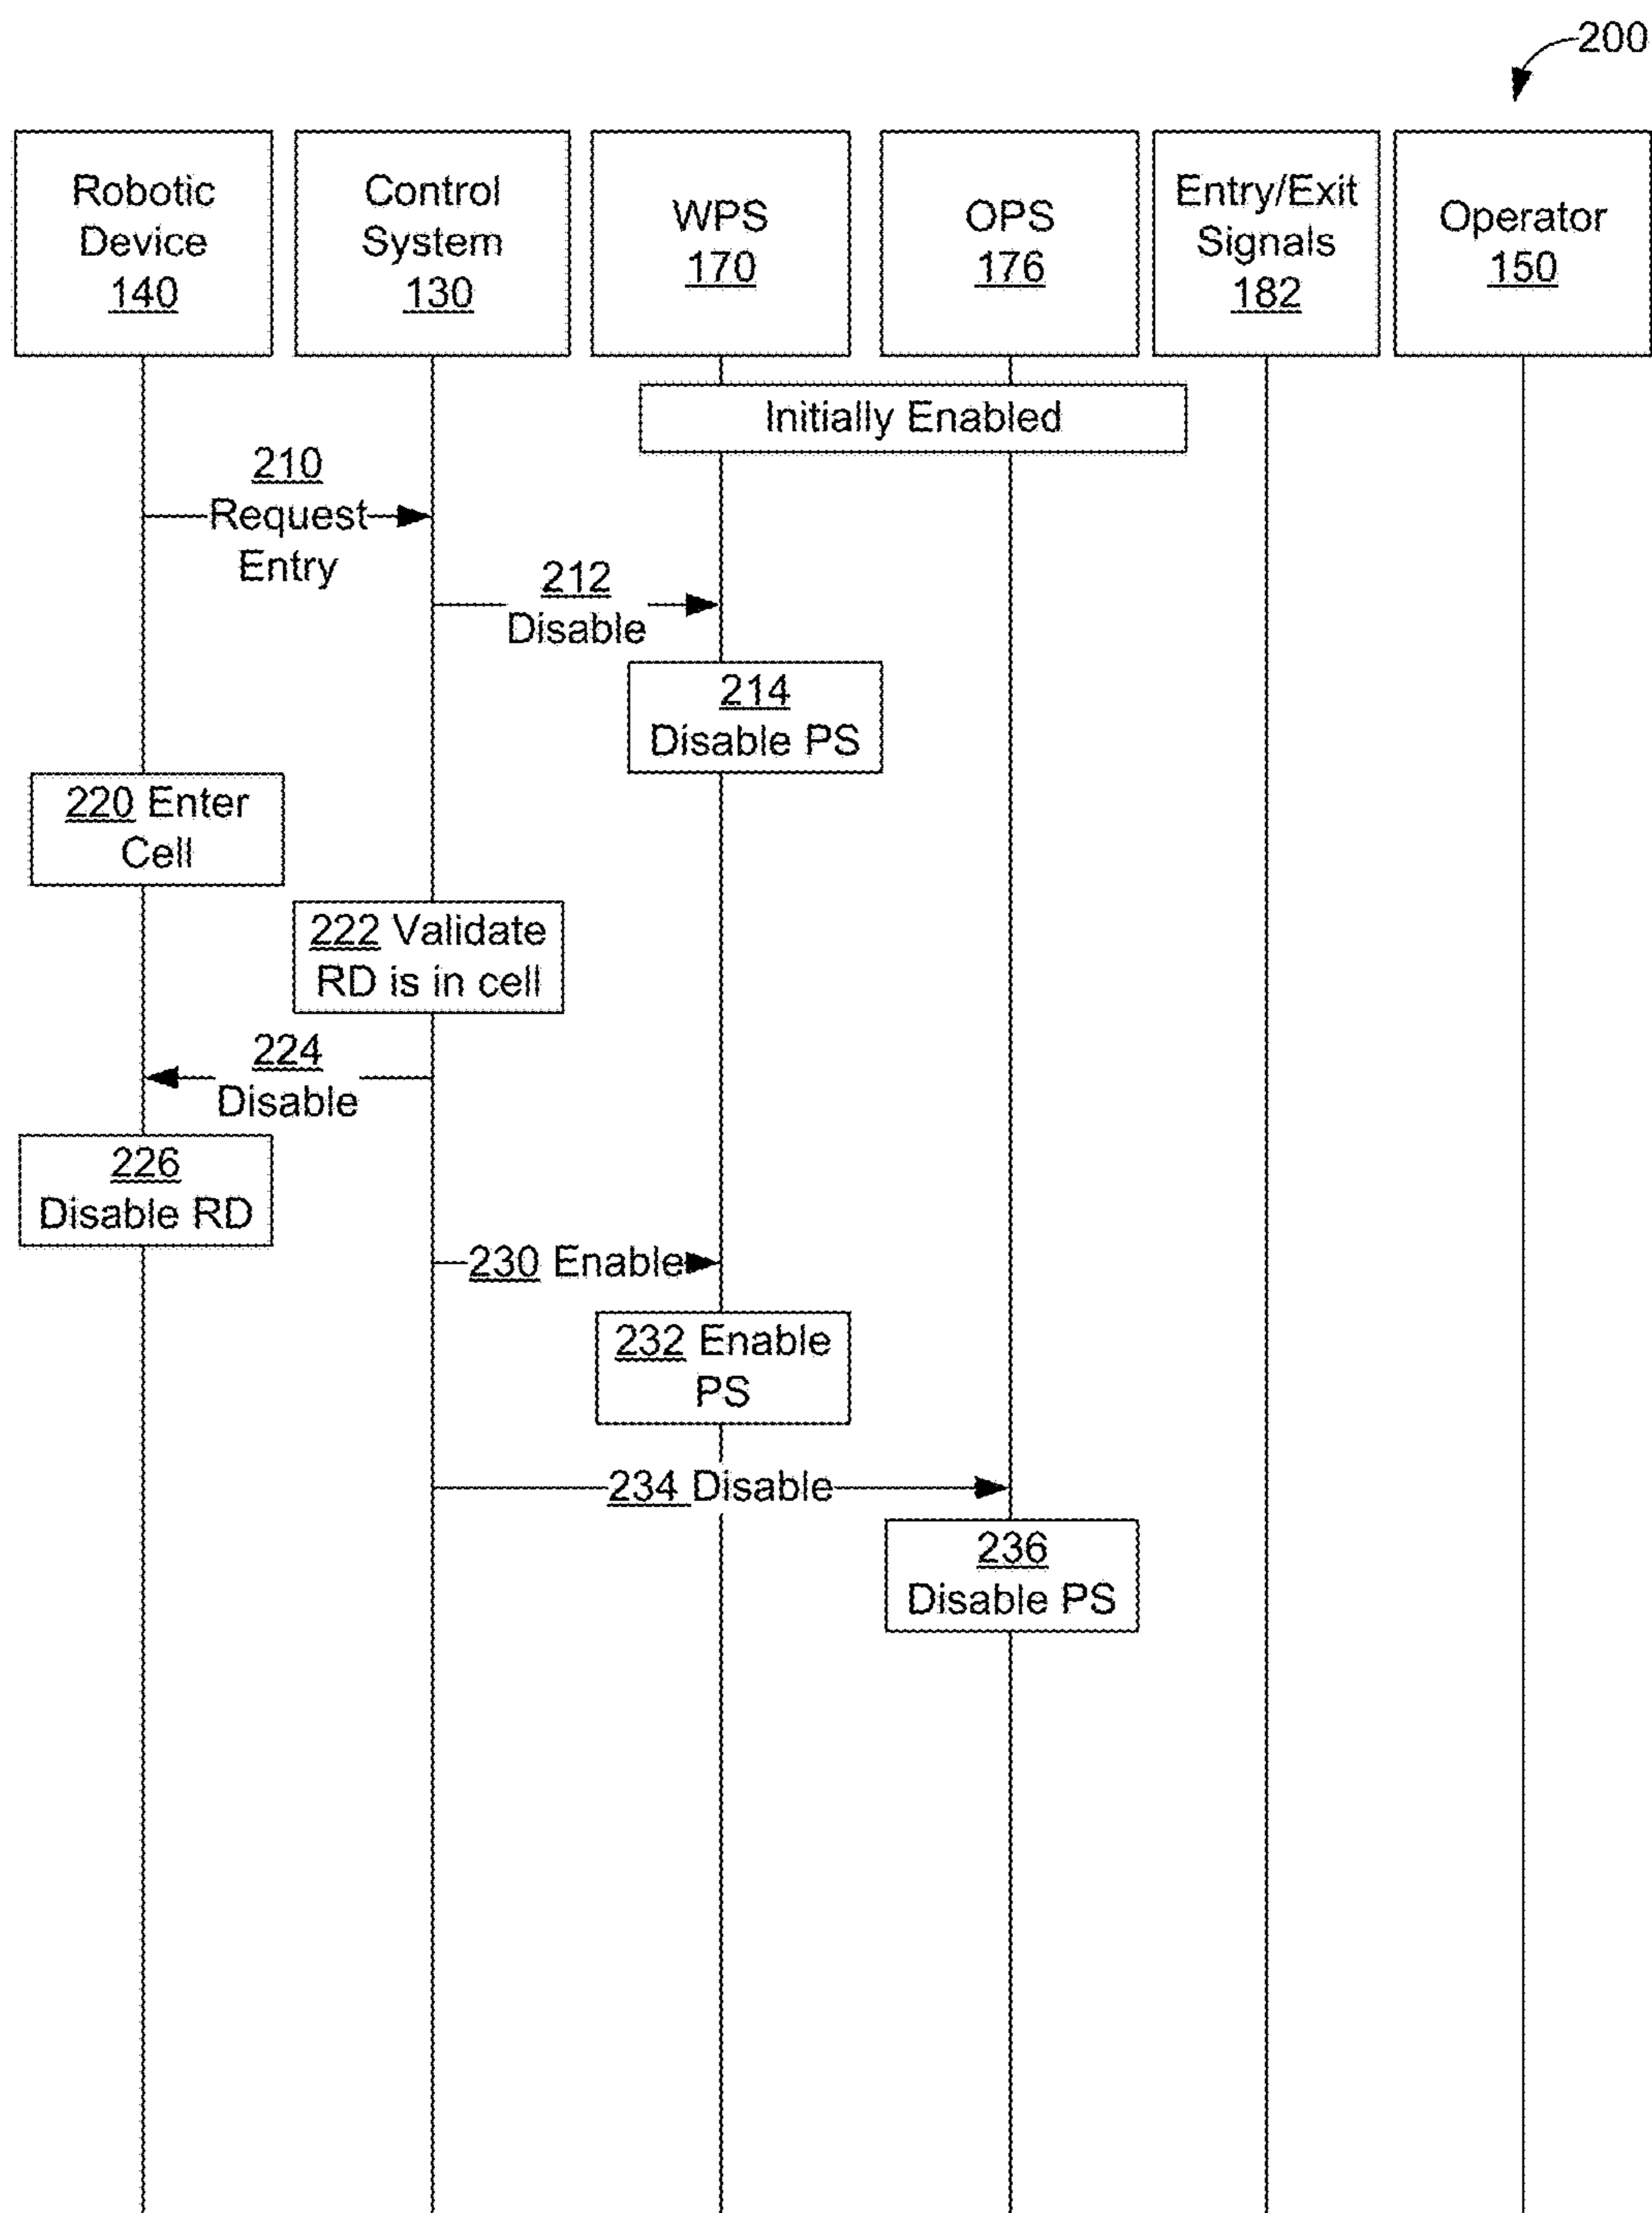 200
Robotic
Device
140
Control
System
130
WPS
170
OPS
176
Entry/Exit
Signals
182
Operator
150
Initially Enabled
210
Request
Entry
212
Disable
214
Disable PS
220 Enter
Cell
222 Validate
RD is in cell
224
Disable
226
Disable RD
230 Enable
232 Enable
PS
234 Disable
236
Disable PS